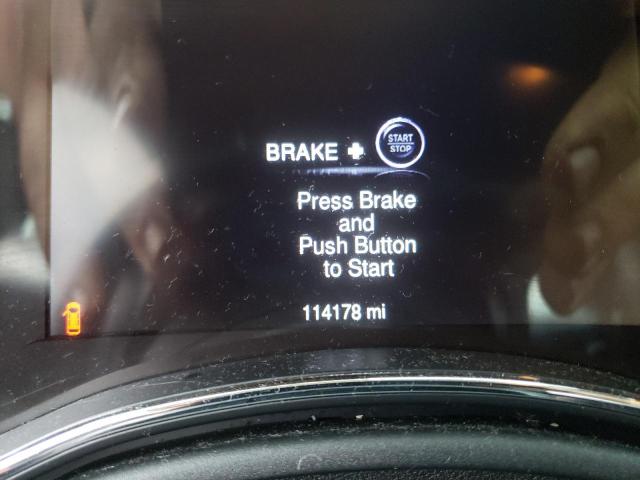 BRAKE + START
STOP
Press Brake
and
Push Button
to Start
114178 mi